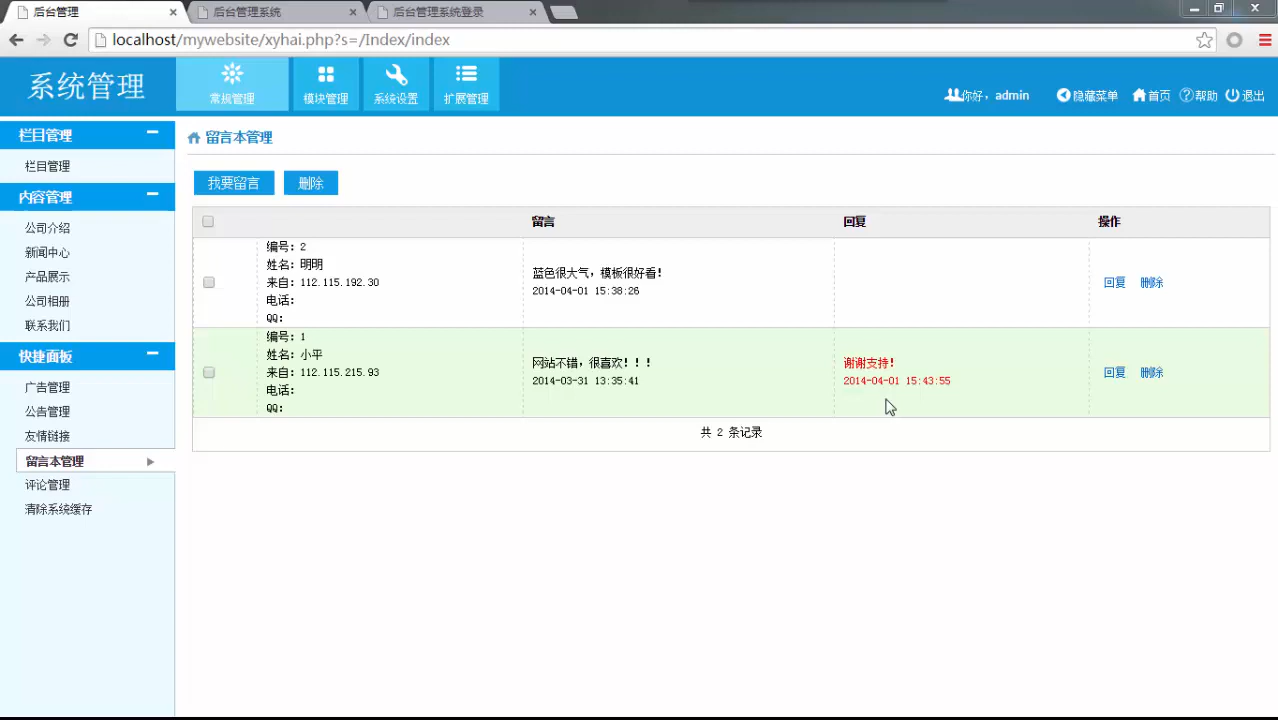 后台管理
后台管理系统
后台管理系统登录
localhost/mywebsite/xyhai.php?s=/Index/index
系统管理
常规管理
模块管理
系统设置
扩展管理
你好，admin
隐藏菜单
首页
帮助
退出
栏目管理
栏目管理
内容管理
公司介绍
新闻中心
产品展示
公司相册
联系我们
快捷面板
广告管理
公告管理
友情链接
留言本管理
评论管理
清除系统缓存
留言本管理
我要留言
删除
留言
回复
操作
编号：2
姓名：明明
来自：112.115.192.30
电话：
QQ：
蓝色很大气，模板很好看！
2014-04-01 15:38:26
回复
删除
编号：1
姓名：小平
来自：112.115.215.93
电话：
QQ：
网站不错，很喜欢！！！
2014-03-31 13:35:41
谢谢支持！
2014-04-01 15:43:55
回复
删除
共 2 条记录